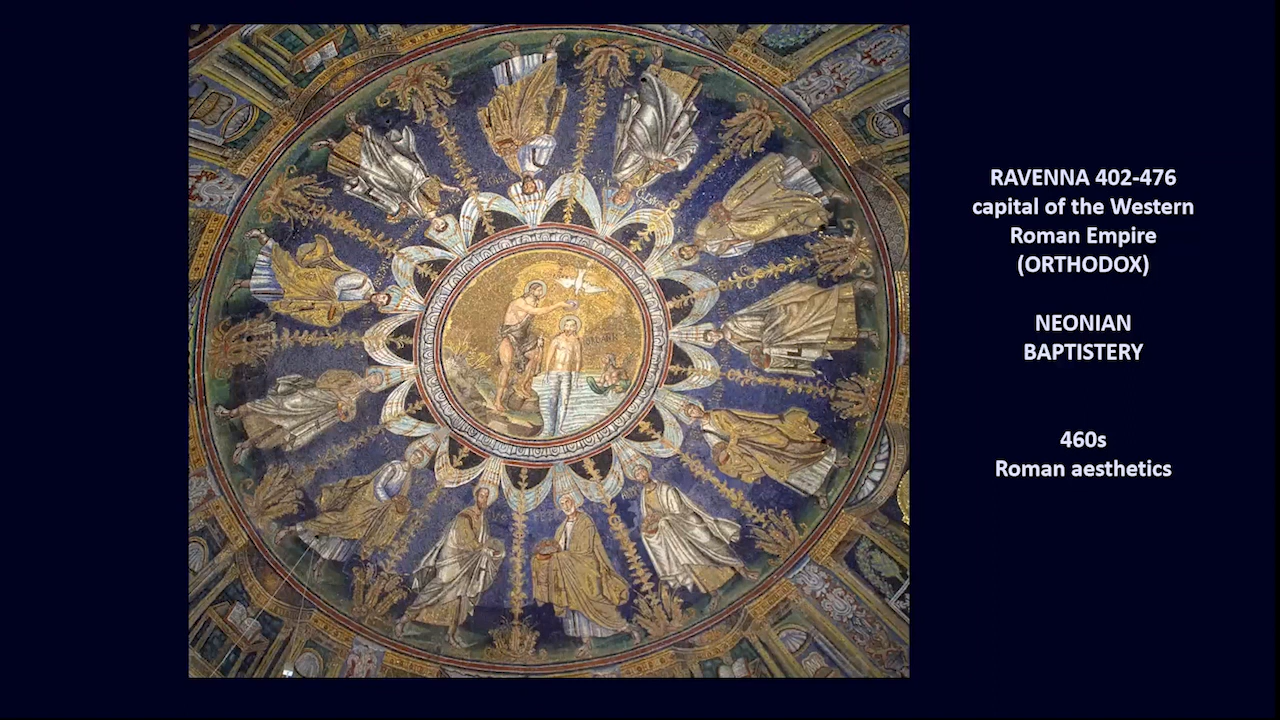 RAVENNA 402-476
capital of the Western
Roman Empire
(ORTHODOX)
NEONIAN
BAPTISTERY
460s
Roman aesthetics